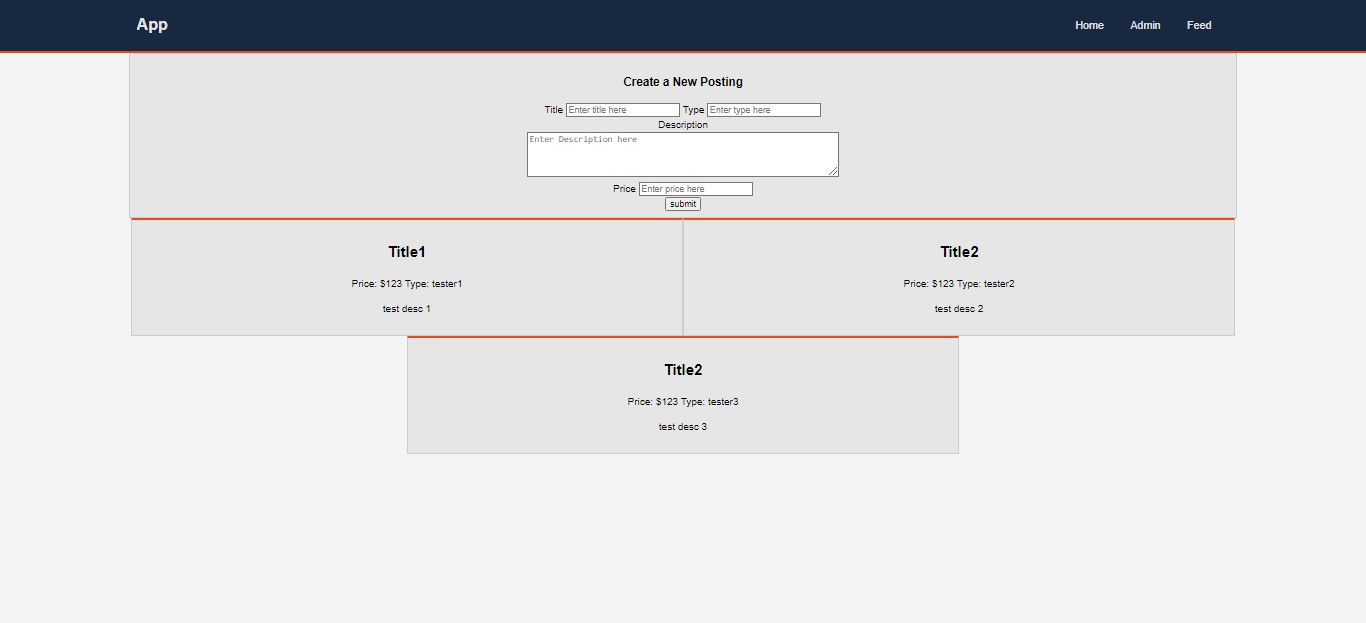 App Home Admin Feed
Create a New Posting
Title Enter title here Type Enter type here
Description
Enter Description here
Price Enter price here
submit
Title1
Price: $123 Type: tester1
test desc 1
Title2
Price: $123 Type: tester2
test desc 2
Title2
Price: $123 Type: tester3
test desc 3